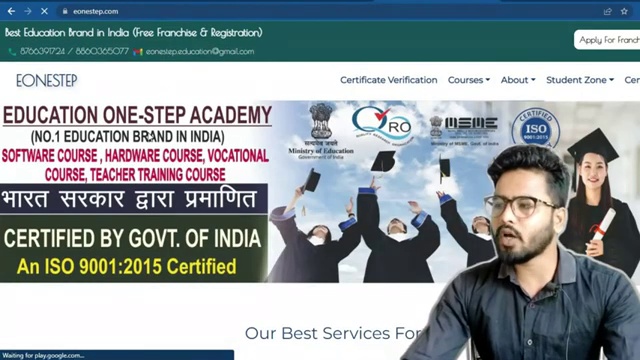 eonestep.com
Best Education Brand in India (Free Franchise & Registration)
8766391724 / 8860365077 eonestep.education@gmail.com
Apply For Franch
EONESTEP
Certificate Verification Courses About Student Zone Cen
EDUCATION ONE-STEP ACADEMY
(NO.1 EDUCATION BRAND IN INDIA)
SOFTWARE COURSE , HARDWARE COURSE, VOCATIONAL
COURSE, TEACHER TRAINING COURSE
भारत सरकार द्वारा प्रमाणित
CERTIFIED BY GOVT. OF INDIA
An ISO 9001:2015 Certified
सत्यमेव जयते
Ministry of Education
Government of India
QRO
MSME
Ministry of MSME, Govt. of India
CERTIFIED
ISO
Our Best Services For
Waiting for play.google.com...